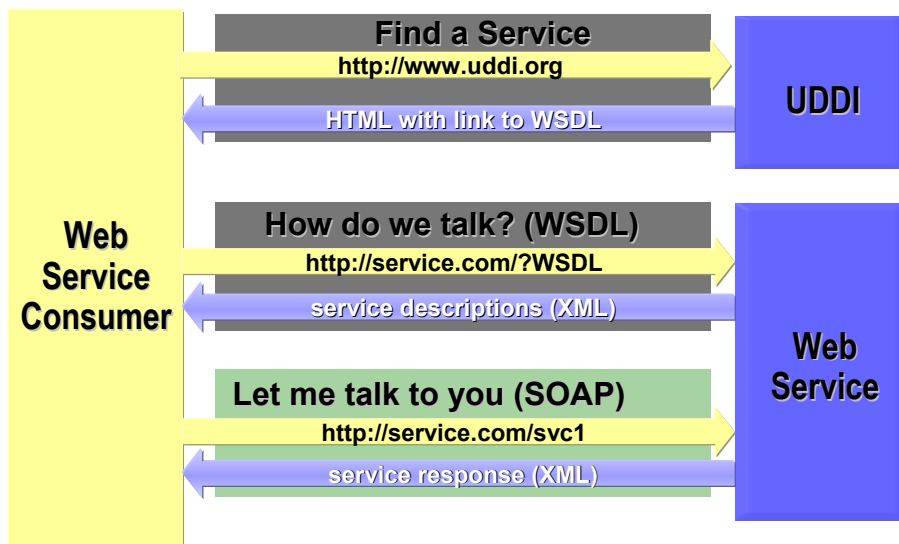 Find a Service
http://www.uddi.org
HTML with link to WSDL
UDDI
Web
Service
Consumer
How do we talk? (WSDL)
http://service.com/?WSDL
service descriptions (XML)
Web
Service
Let me talk to you (SOAP)
http://service.com/svc1
service response (XML)